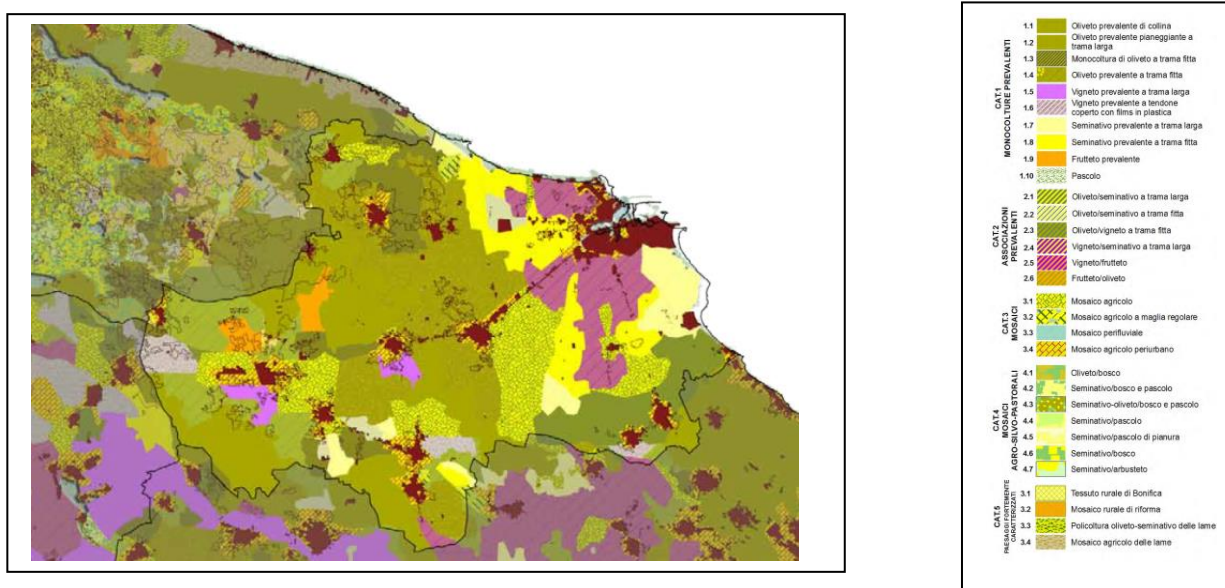 CAT.1
MONOCOLTURE PREVALENTI
1.1 Oliveto prevalente di collina
1.2 Oliveto prevalente pianeggiante a
trama larga
1.3 Monocoltura di oliveto a trama fitta
1.4 Oliveto prevalente a trama fitta
1.5 Vigneto prevalente a trama larga
1.6 Vigneto prevalente a tendone
coperto con films in plastica
1.7 Seminativo prevalente a trama larga
1.8 Seminativo prevalente a trama fitta
1.9 Frutteto prevalente
1.10 Pascolo
CAT.2
ASSOCIAZIONI
PREVALENTI
2.1 Oliveto/seminativo a trama larga
2.2 Oliveto/seminativo a trama fitta
2.3 Oliveto/vigneto a trama fitta
2.4 Vigneto/seminativo a trama larga
2.5 Vigneto/frutteto
2.6 Frutteto/oliveto
CAT.3
MOSAICI
3.1 Mosaico agricolo
3.2 Mosaico agricolo a maglia regolare
3.3 Mosaico perifluviale
3.4 Mosaico agricolo periurbano
CAT.4
MOSAICI
AGRO-SILVO-PASTORALI
4.1 Oliveto/bosco
4.2 Seminativo/bosco e pascolo
4.3 Seminativo-oliveto/bosco e pascolo
4.4 Seminativo/pascolo
4.5 Seminativo/pascolo di pianura
4.6 Seminativo/bosco
4.7 Seminativo/arbusteto
CAT.5
PAESAGGI FORTEMENTE
CARATTERIZZATI
3.1 Tessuto rurale di Bonifica
3.2 Mosaico rurale di riforma
3.3 Policoltura oliveto-seminativo delle lame
3.4 Mosaico agricolo delle lame